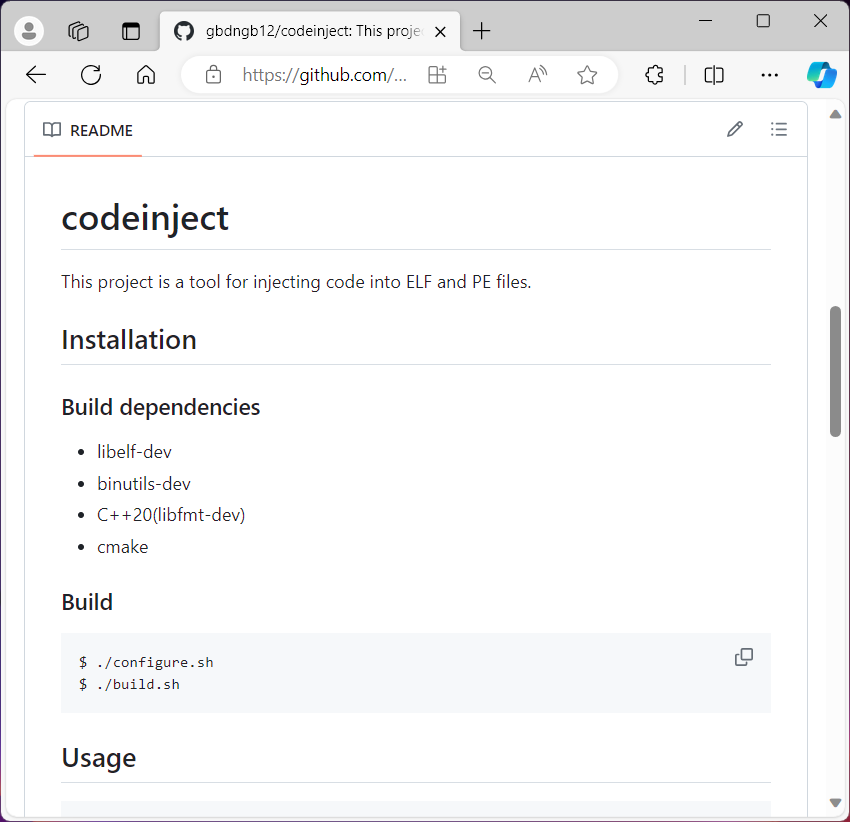 gbdngb12/codeinject: This proje
https://github.com/...
README
codeinject
This project is a tool for injecting code into ELF and PE files.
Installation
Build dependencies
libelf-dev
binutils-dev
C++20(libfmt-dev)
cmake
Build
$ ./configure.sh
$ ./build.sh
Usage